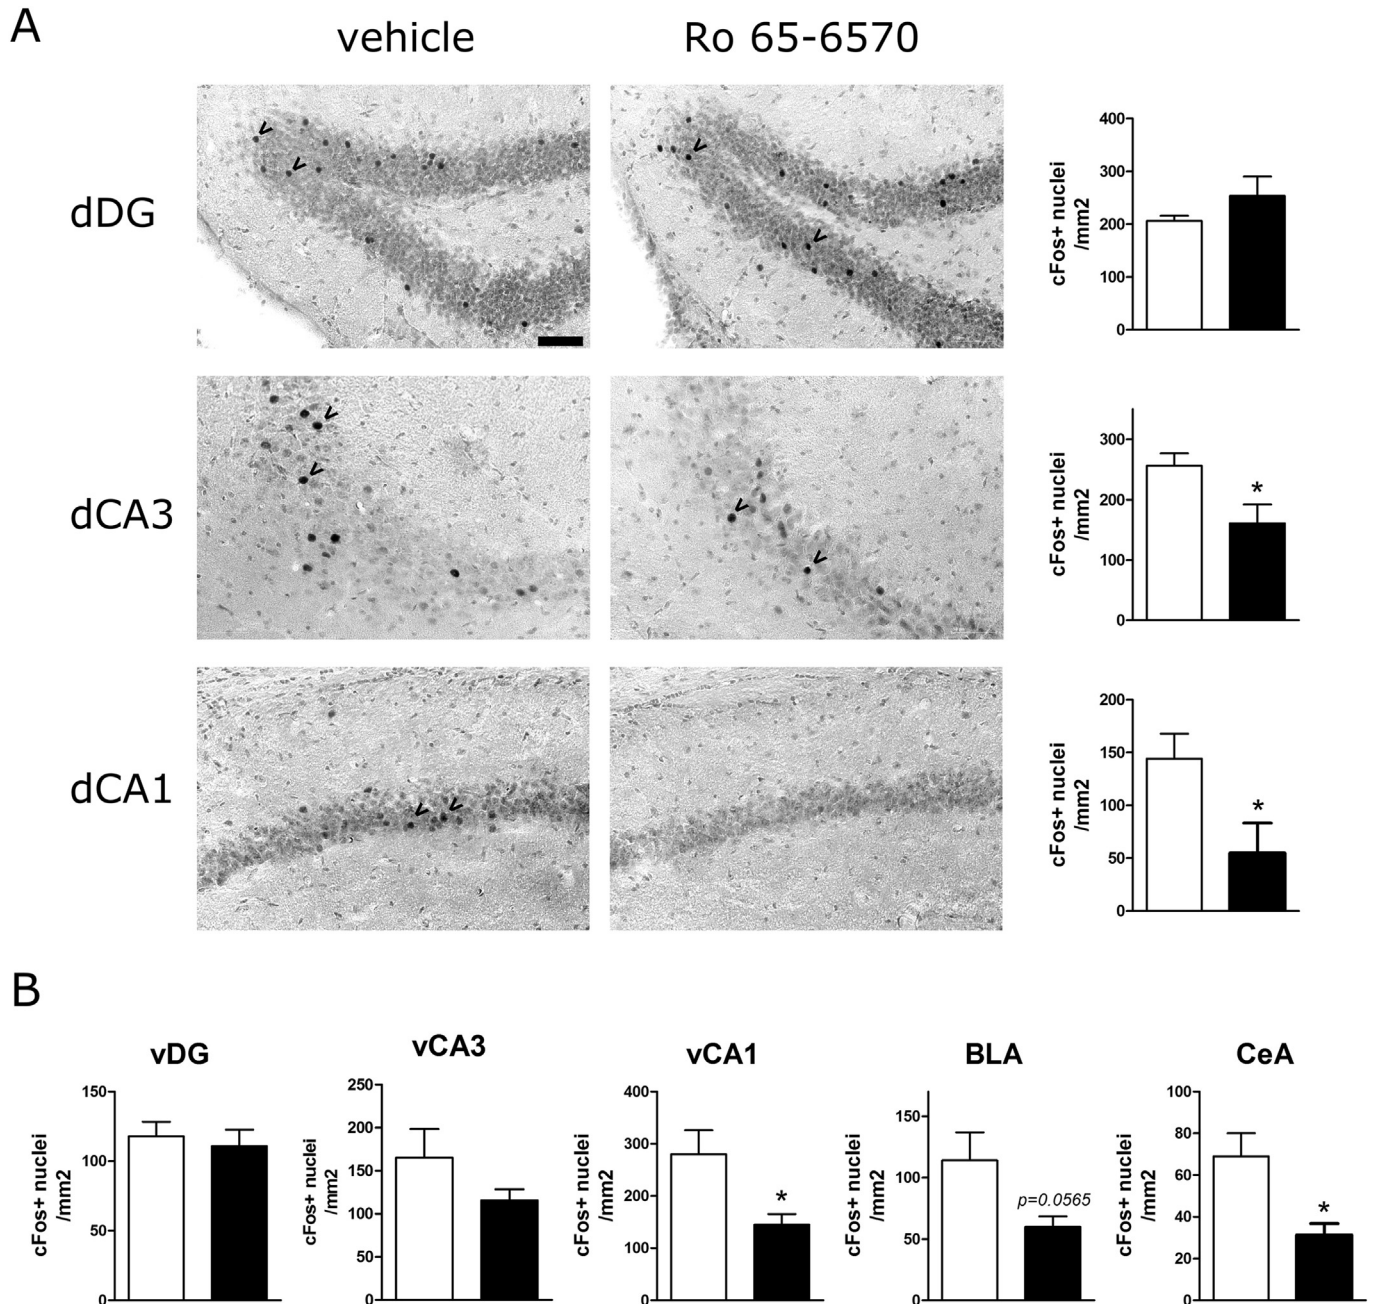 A
vehicle
Ro 65-6570
dDG
cFos+ nuclei
/mm2
400
300
200
100
0
dCA3
cFos+ nuclei
/mm2
300
200
100
0
*
dCA1
cFos+ nuclei
/mm2
200
150
100
50
0
*
B
vDG
cFos+ nuclei
/mm2
150
100
50
0
vCA3
cFos+ nuclei
/mm2
250
200
150
100
50
0
vCA1
cFos+ nuclei
/mm2
400
300
200
100
0
*
BLA
cFos+ nuclei
/mm2
150
100
50
0
p=0.0565
CeA
cFos+ nuclei
/mm2
100
80
60
40
20
0
*